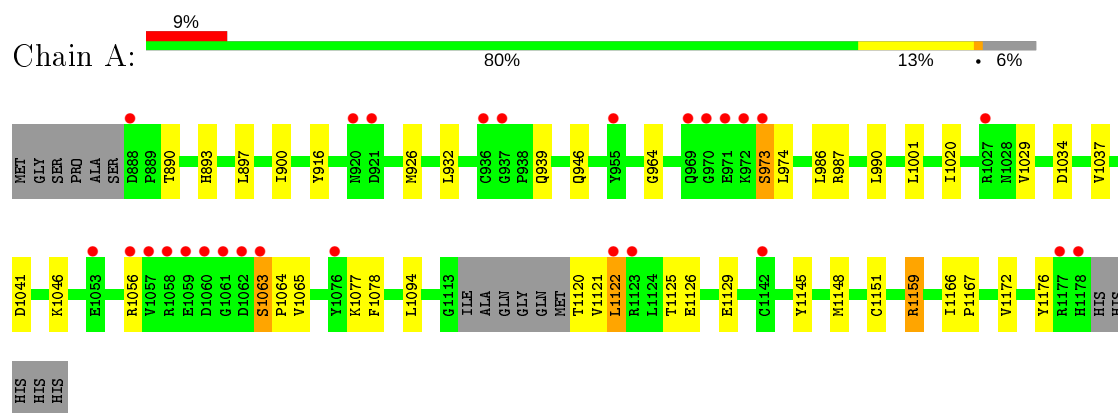 9%
Chain A:
80% 13% • 6%
MET GLY SER PRO ALA SER D888 P889 T890 H893 L897 I900 Y916 N920 D921 M926 L932 C936 G937 P938 Q939 Q946 Y955 G964 Q969 G970 E971 K972 S973 L974 L986 R987 L990 L1001 I1020 R1027 N1028 V1029 D1034 V1037
D1041 K1046 E1053 R1056 V1057 R1058 E1059 D1060 G1061 D1062 S1063 P1064 V1065 Y1076 K1077 F1078 L1094 G1113 ILE ALA GLN GLY GLN MET T1120 V1121 L1122 R1123 L1124 T1125 E1126 E1129 C1142 Y1145 M1148 C1151 R1159 I1166 P1167 V1172 Y1176 R1177 H1178 HIS HIS
HIS HIS HIS